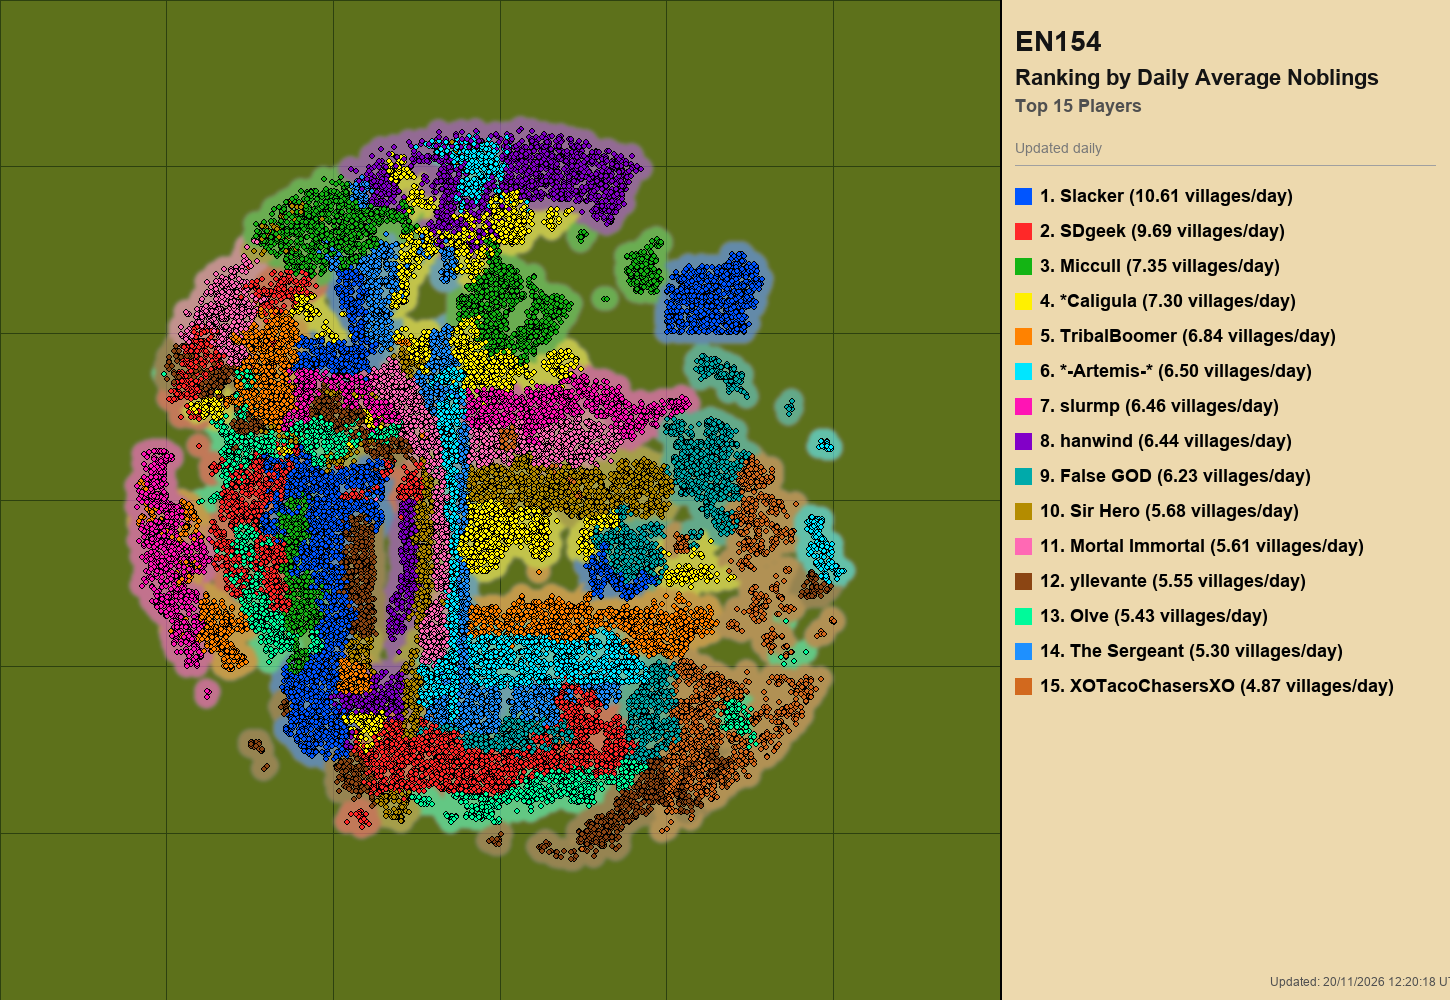 EN154
Ranking by Daily Average Noblings
Top 15 Players
Updated daily
1. Slacker (10.61 villages/day)
2. SDgeek (9.69 villages/day)
3. Miccull (7.35 villages/day)
4. *Caligula (7.30 villages/day)
5. TribalBoomer (6.84 villages/day)
6. *-Artemis-* (6.50 villages/day)
7. slurmp (6.46 villages/day)
8. hanwind (6.44 villages/day)
9. False GOD (6.23 villages/day)
10. Sir Hero (5.68 villages/day)
11. Mortal Immortal (5.61 villages/day)
12. yllevante (5.55 villages/day)
13. Olve (5.43 villages/day)
14. The Sergeant (5.30 villages/day)
15. XOTacoChasersXO (4.87 villages/day)
Updated: 20/11/2026 12:20:18 U